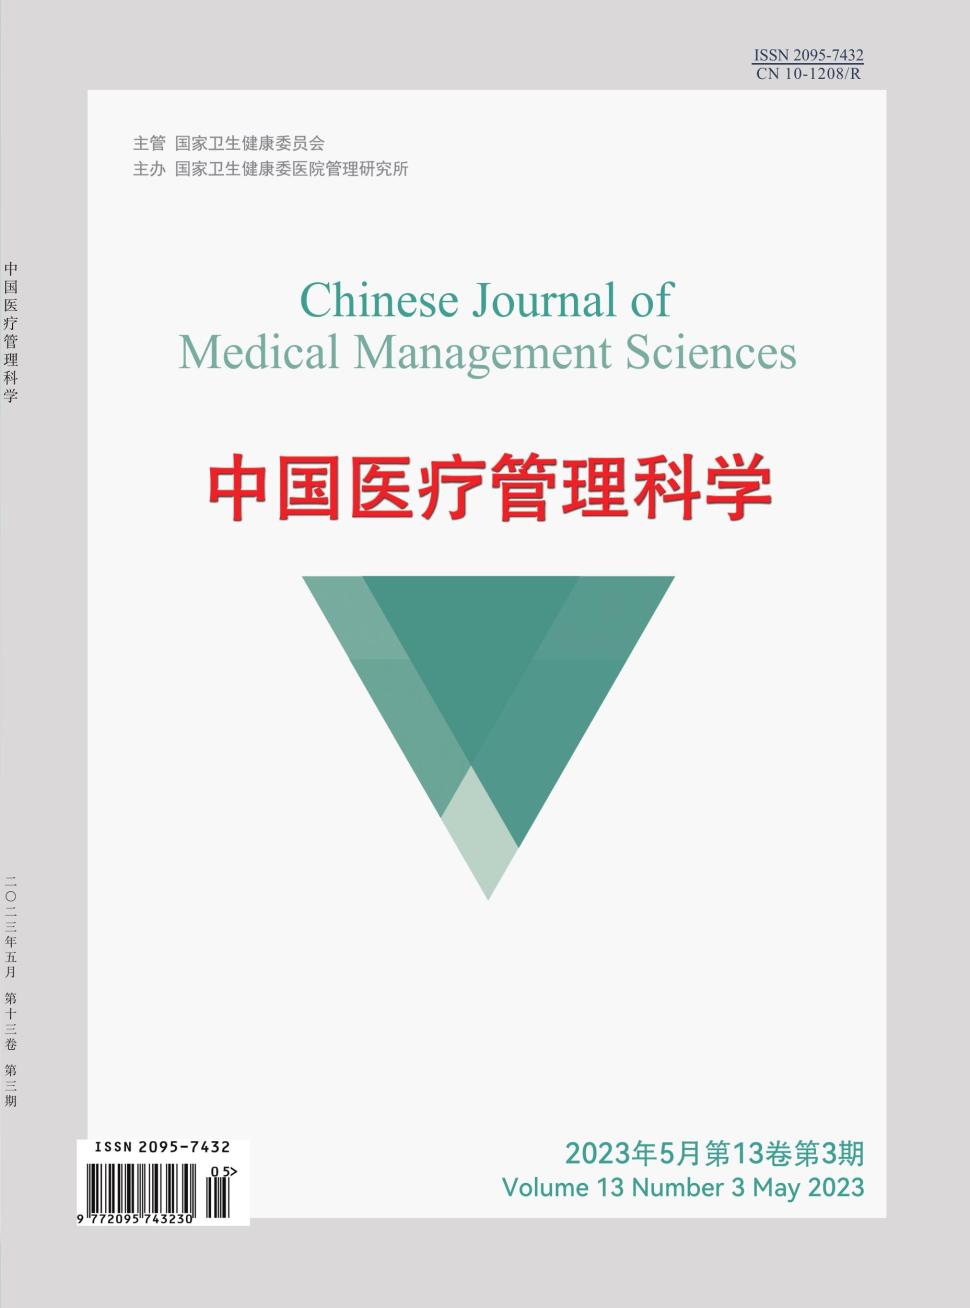 ISSN 2095-7432
CN 10-1208/R
主管 国家卫生健康委员会
主办 国家卫生健康委医院管理研究所
Chinese Journal of
Medical Management Sciences
中国医疗管理科学
中国医疗管理科学
二〇二三年五月 第十三卷 第三期
2023年5月第13卷第3期
Volume 13 Number 3 May 2023
ISSN 2095-7432
05>
9 772095 743230